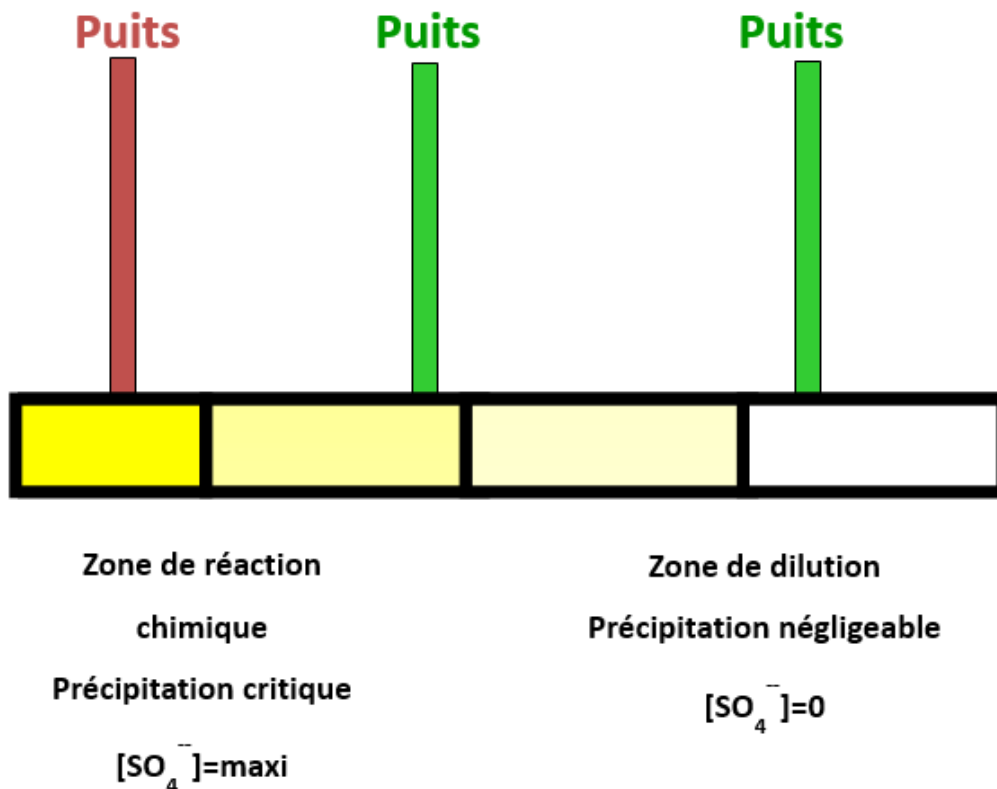 Puits Puits Puits
Zone de réaction
chimique
Précipitation critique
[SO4--]=maxi
Zone de dilution
Précipitation négligeable
[SO4--]=0